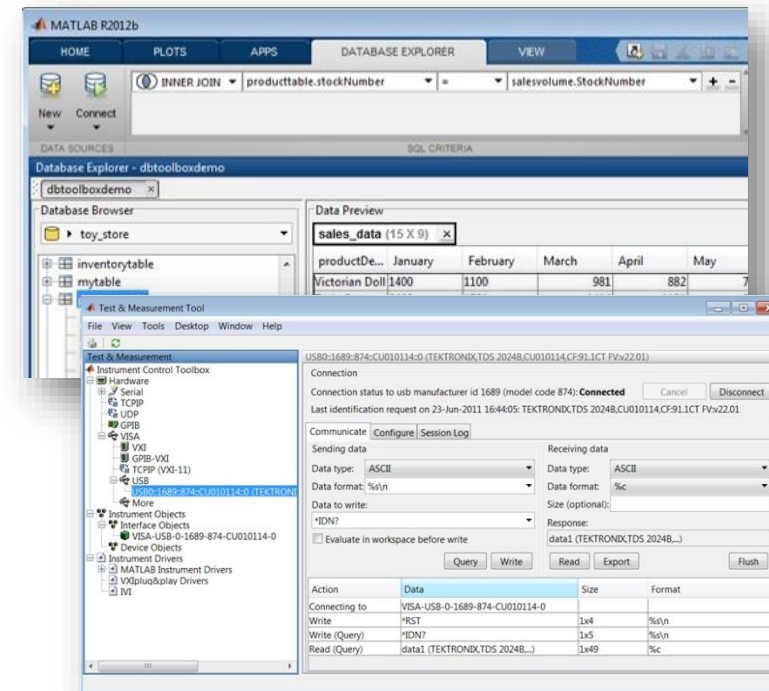 MATLAB R2012b
HOME PLOTS APPS DATABASE EXPLORER VIEW
INNER JOIN producttable.stockNumber = salesvolume.StockNumber + -
New Connect
DATA SOURCES SQL CRITERIA
Database Explorer - dbtoolboxdemo
dbtoolboxdemo ×
Database Browser
toy_store
inventorytable
mytable
Data Preview
sales_data (15 X 9) ×
productDe... January February March April May
Victorian Doll 1400 1100 981 882
Test & Measurement Tool
File View Tools Desktop Window Help
Test & Measurement
Instrument Control Toolbox
Hardware
Serial
TCPIP
UDP
GPIB
VISA
VXI
GPIB-VXI
TCPIP (VXI-11)
USB
USB0::1689::874::CU010114::0 (TEKTRONI
More
Instrument Objects
Interface Objects
VISA-USB-0-1689-874-CU010114-0
Device Objects
Instrument Drivers
MATLAB Instrument Drivers
VXIplug&play Drivers
IVI
USB0::1689::874::CU010114::0 (TEKTRONIX,TDS 2024B,CU010114,CF:91.1CT FV:v22.01)
Connection
Connection status to usb manufacturer id 1689 (model code 874): Connected Cancel Disconnect
Last identification request on 23-Jun-2011 16:44:05: TEKTRONIX,TDS 2024B,CU010114,CF:91.1CT FV:v22.01
Communicate Configure Session Log
Sending data
Data type: ASCII
Data format: %s\n
Data to write:
*IDN?
Evaluate in workspace before write
Query Write
Receiving data
Data type: ASCII
Data format: %c
Size (optional):
Response:
data1 (TEKTRONIX,TDS 2024B,...)
Read Export Flush
Action Data Size Format
Connecting to VISA-USB-0-1689-874-CU010114-0
Write *RST 1x4 %s\n
Write (Query) *IDN? 1x5 %s\n
Read (Query) data1 (TEKTRONIX,TDS 2024B,...) 1x49 %c